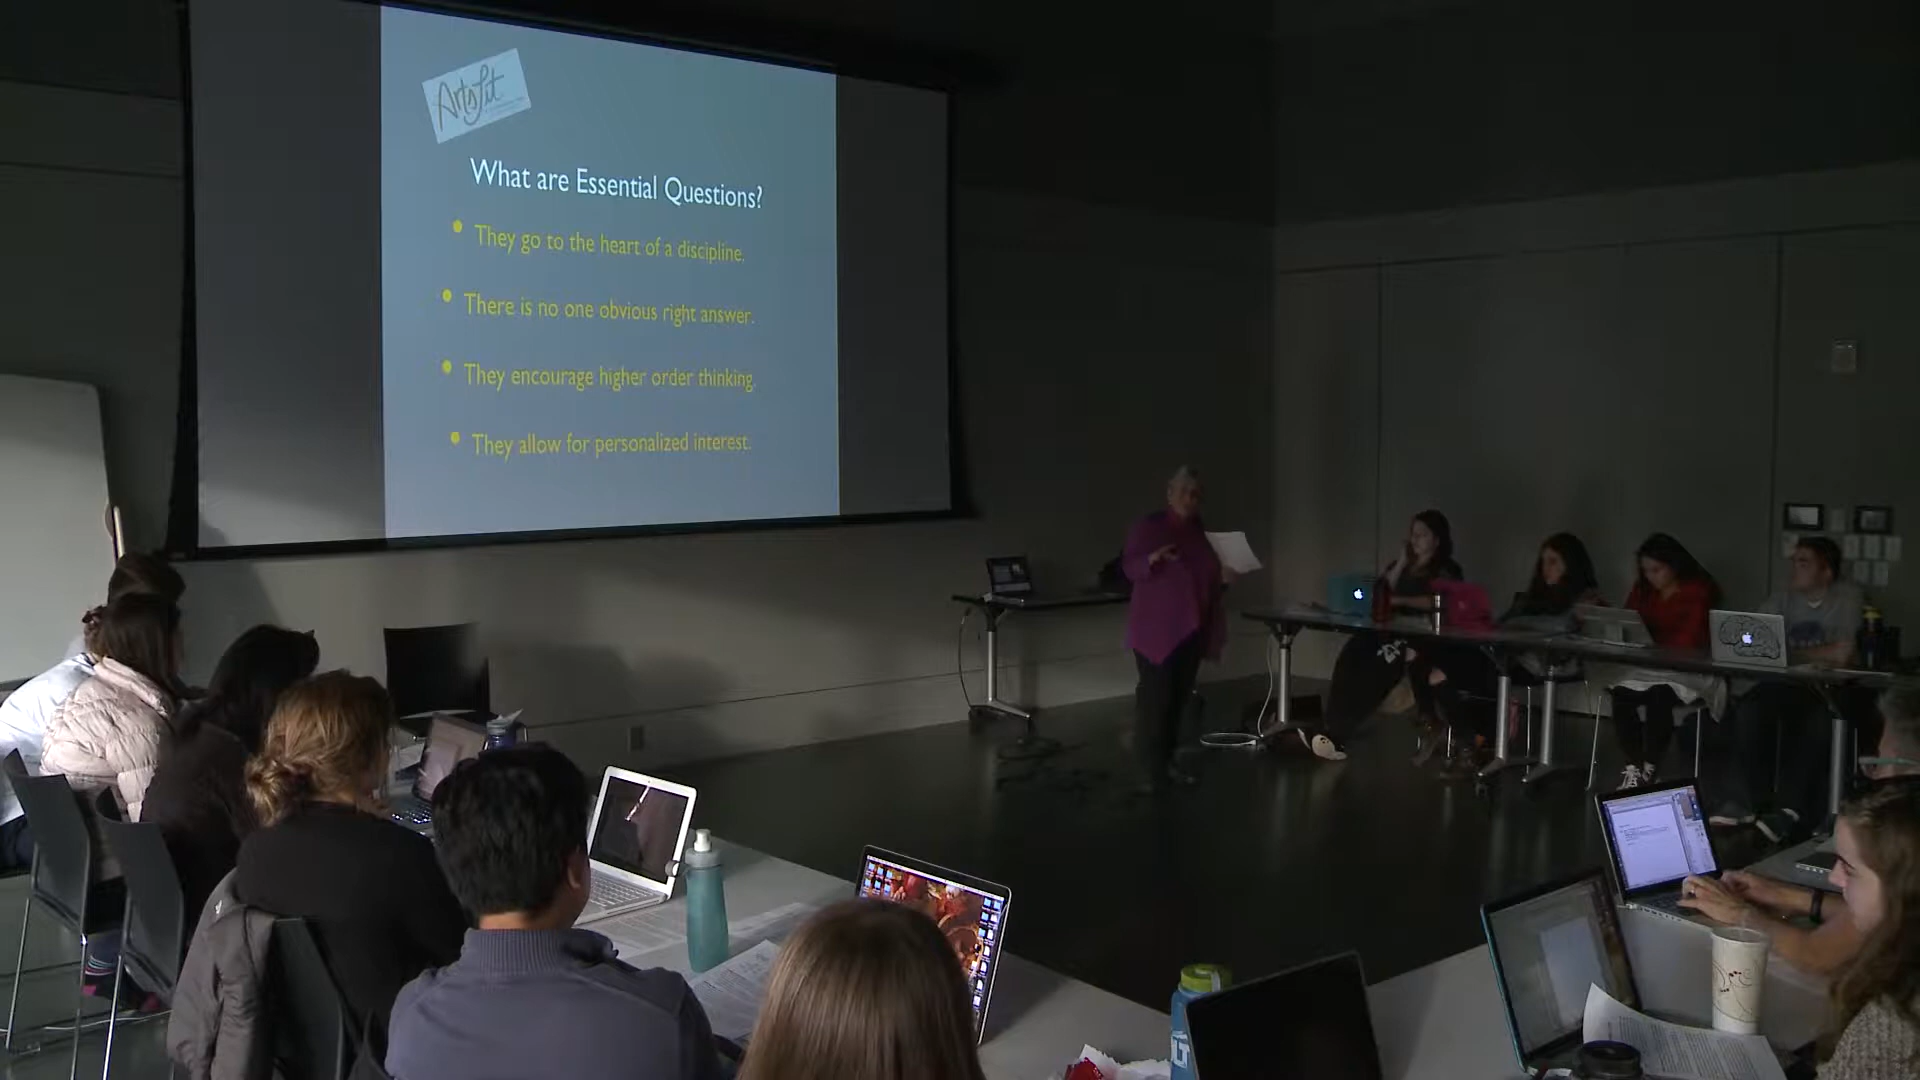 ArtsLit
What are Essential Questions?
• They go to the heart of a discipline.
• There is no one obvious right answer.
• They encourage higher order thinking.
• They allow for personalized interest.